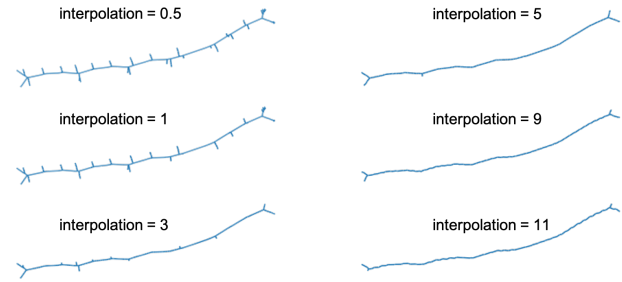 interpolation = 0.5
interpolation = 5
interpolation = 1
interpolation = 9
interpolation = 3
interpolation = 11